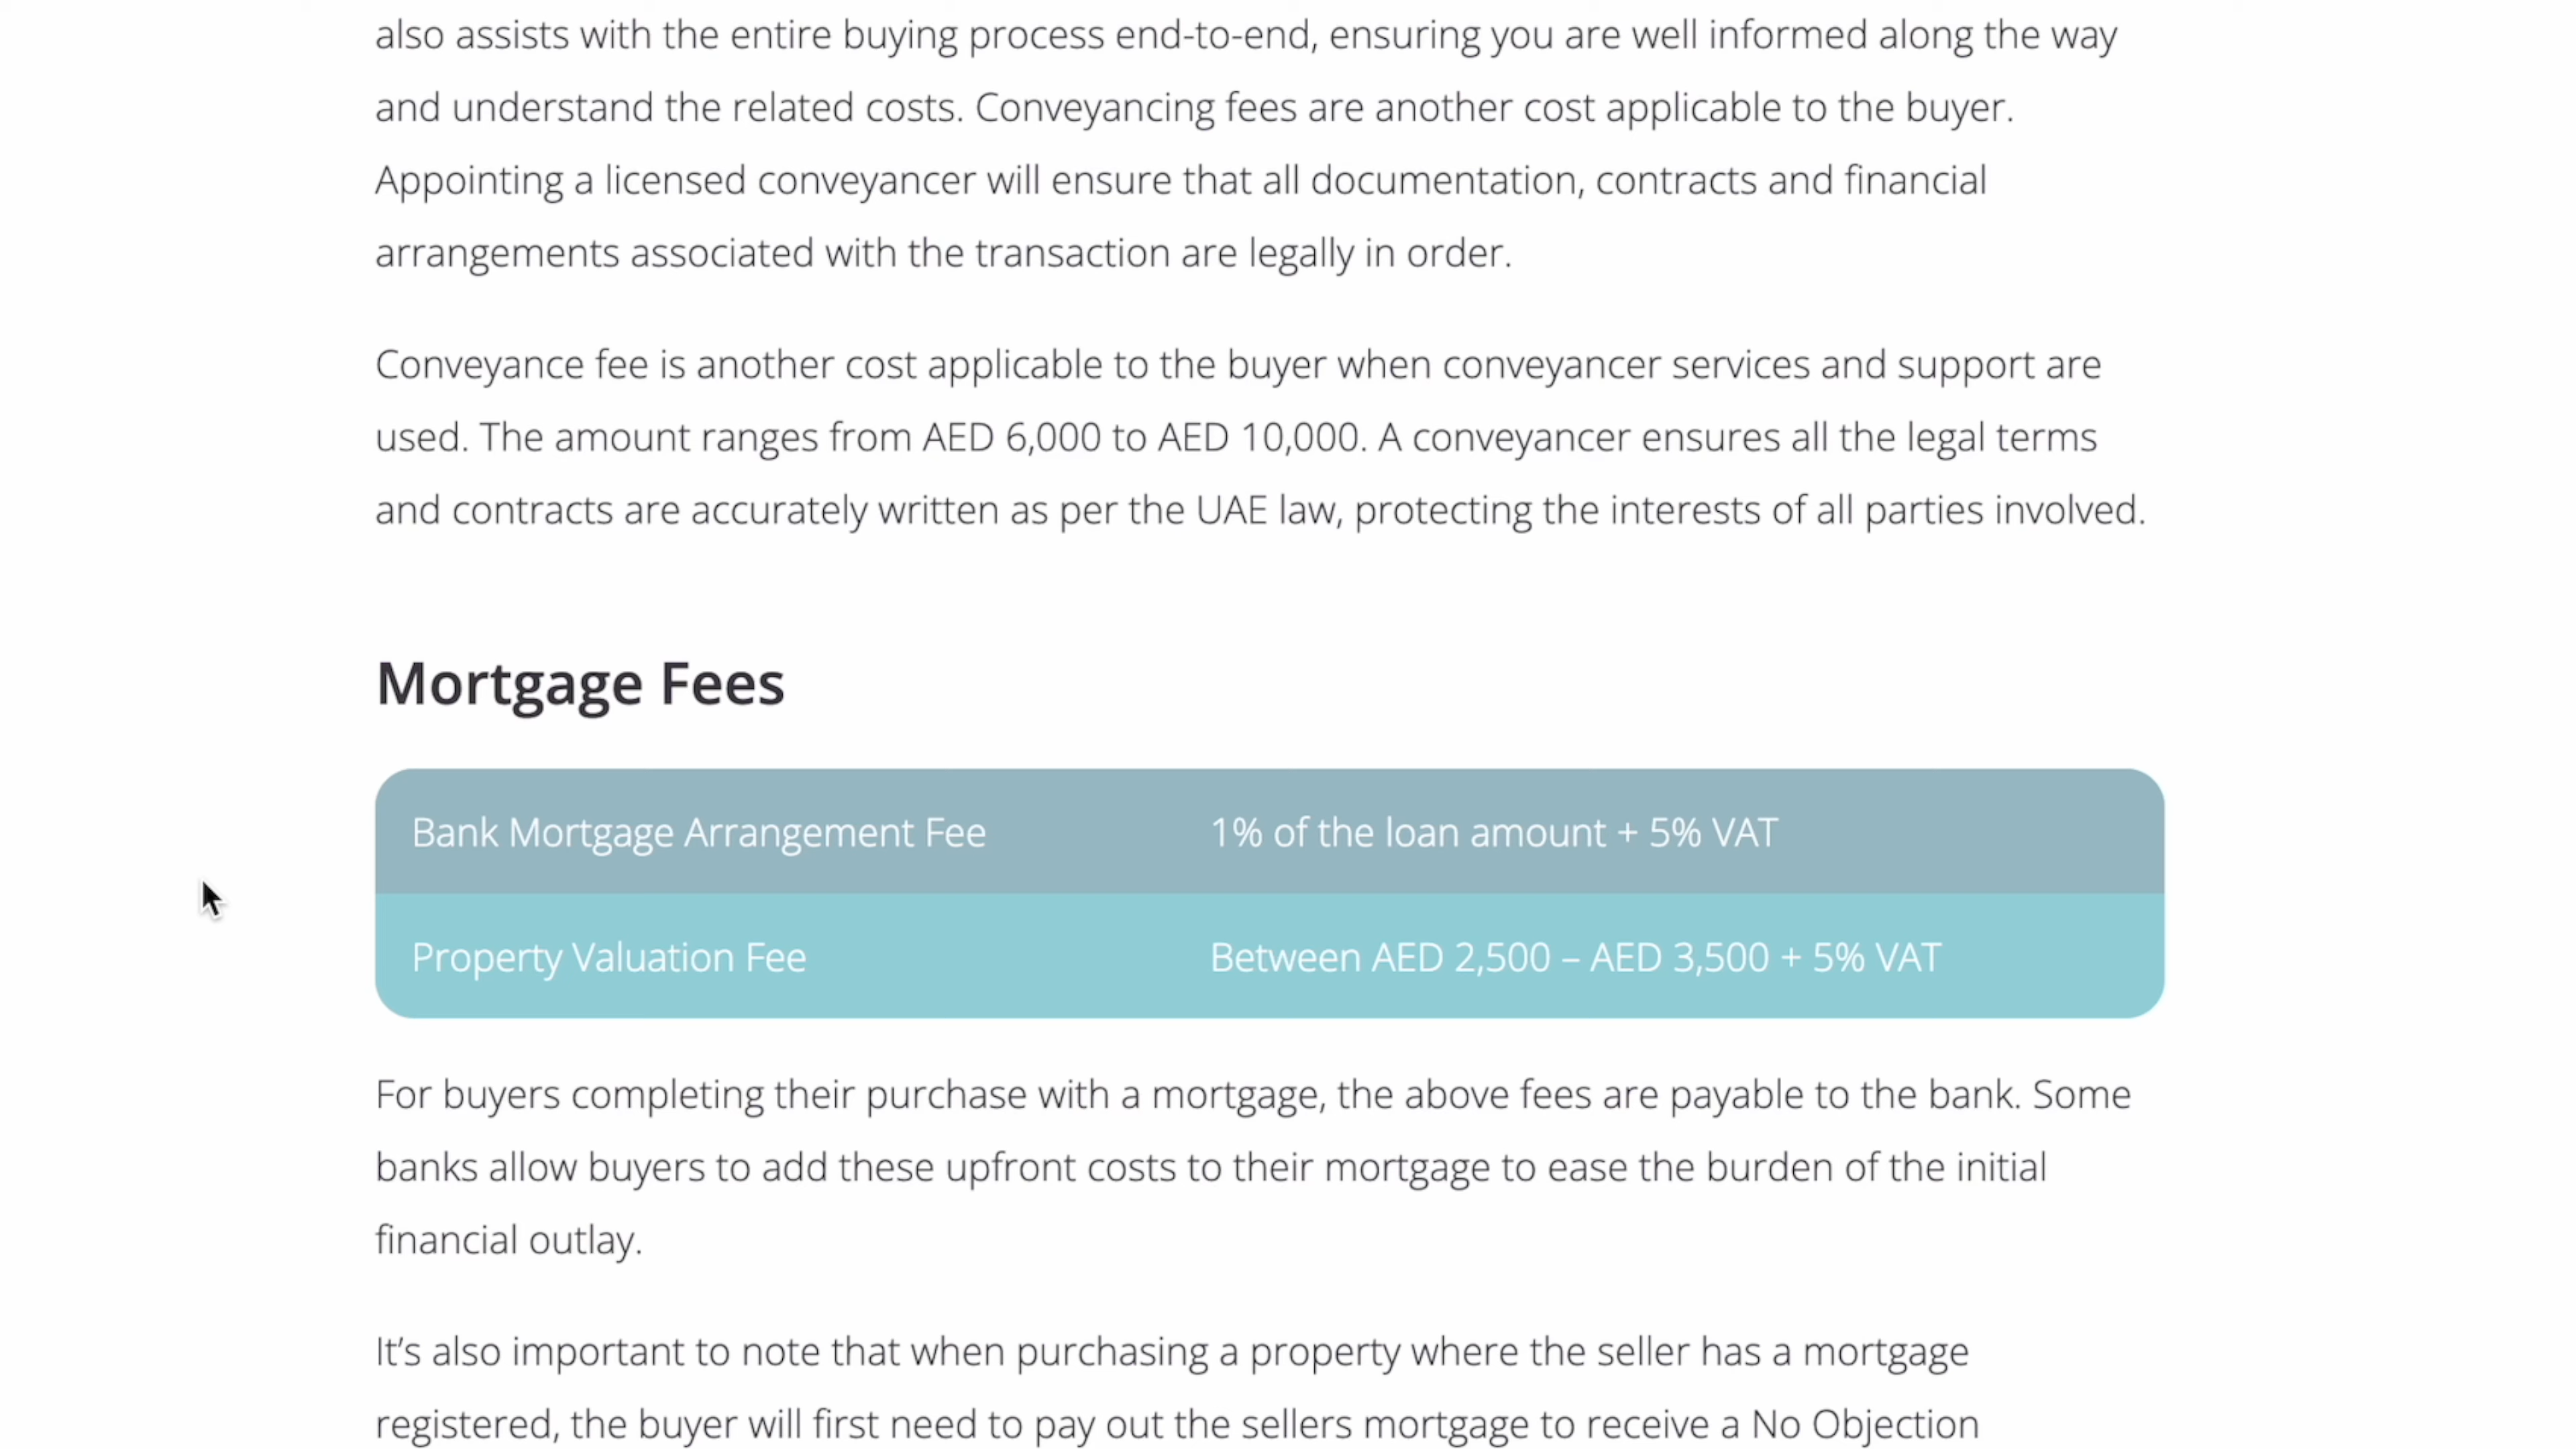 also assists with the entire buying process end-to-end, ensuring you are well informed along the way
and understand the related costs. Conveyancing fees are another cost applicable to the buyer.
Appointing a licensed conveyancer will ensure that all documentation, contracts and financial
arrangements associated with the transaction are legally in order.
Conveyance fee is another cost applicable to the buyer when conveyancer services and support are
used. The amount ranges from AED 6,000 to AED 10,000. A conveyancer ensures all the legal terms
and contracts are accurately written as per the UAE law, protecting the interests of all parties involved.
Mortgage Fees
Bank Mortgage Arrangement Fee 1% of the loan amount + 5% VAT
Property Valuation Fee Between AED 2,500 – AED 3,500 + 5% VAT
For buyers completing their purchase with a mortgage, the above fees are payable to the bank. Some
banks allow buyers to add these upfront costs to their mortgage to ease the burden of the initial
financial outlay.
It’s also important to note that when purchasing a property where the seller has a mortgage
registered, the buyer will first need to pay out the sellers mortgage to receive a No Objection